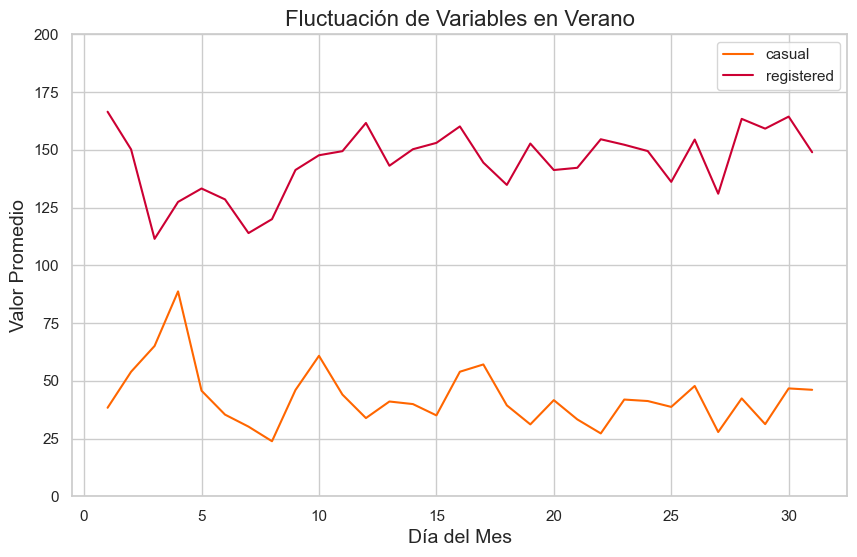 Fluctuación de Variables en Verano
casual
registered
Valor Promedio
200
175
150
125
100
75
50
25
0
0 5 10 15 20 25 30
Día del Mes